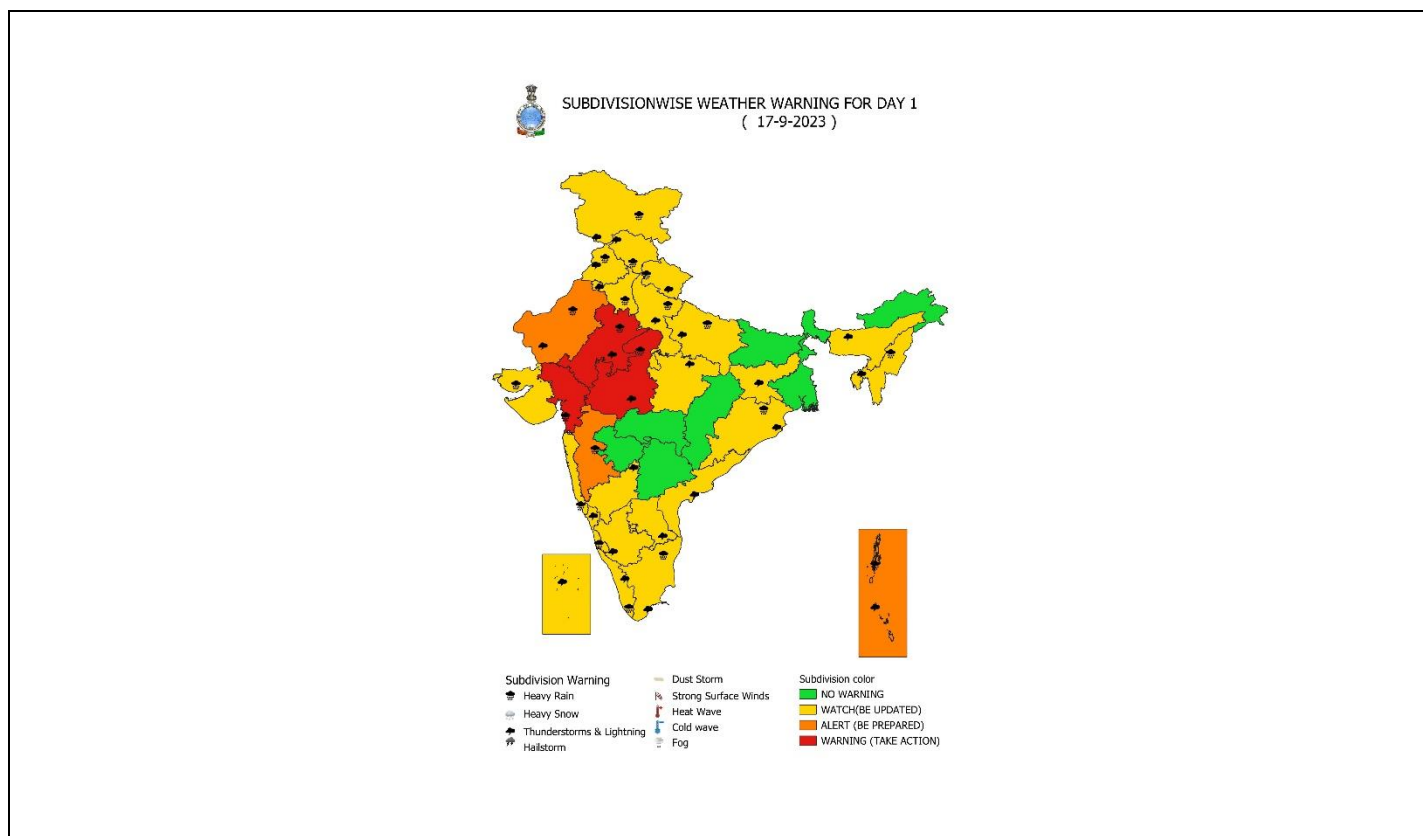 SUBDIVISIONWISE WEATHER WARNING FOR DAY 1
( 17-9-2023 )
Subdivision Warning
Heavy Rain
Heavy Snow
Thunderstorms & Lightning
Hailstorm
Dust Storm
Strong Surface Winds
Heat Wave
Cold wave
Fog
Subdivision color
NO WARNING
WATCH(BE UPDATED)
ALERT (BE PREPARED)
WARNING (TAKE ACTION)